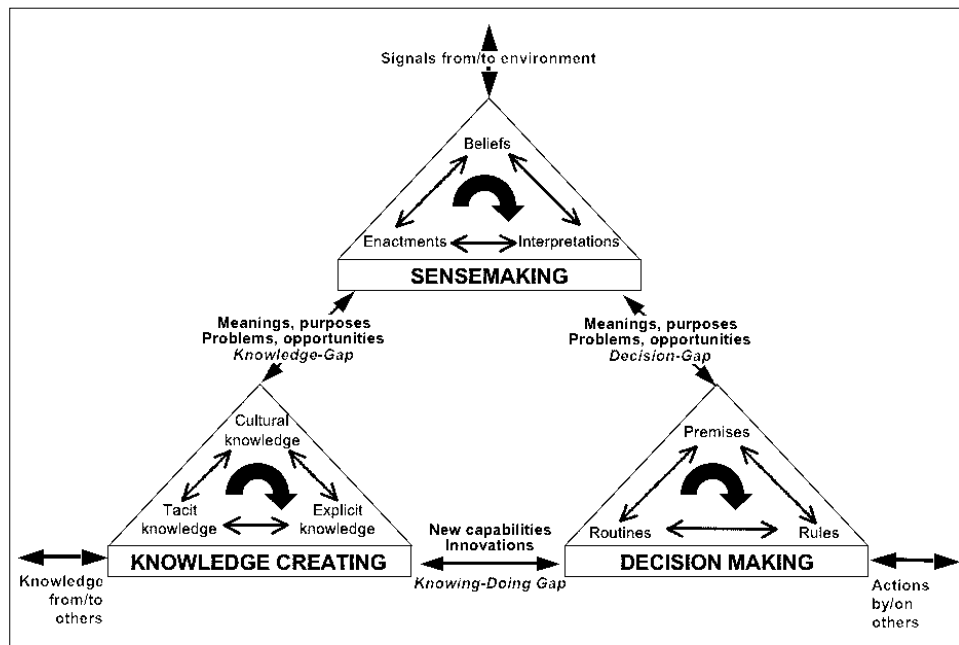 Signals from/to environment
Beliefs
Enactments
Interpretations
SENSEMAKING
Meanings, purposes
Problems, opportunities
Knowledge-Gap
Meanings, purposes
Problems, opportunities
Decision-Gap
Cultural
knowledge
Tacit
knowledge
Explicit
knowledge
KNOWLEDGE CREATING
Knowledge
from/to
others
New capabilities
Innovations
Knowing-Doing Gap
Premises
Routines
Rules
DECISION MAKING
Actions
by/on
others